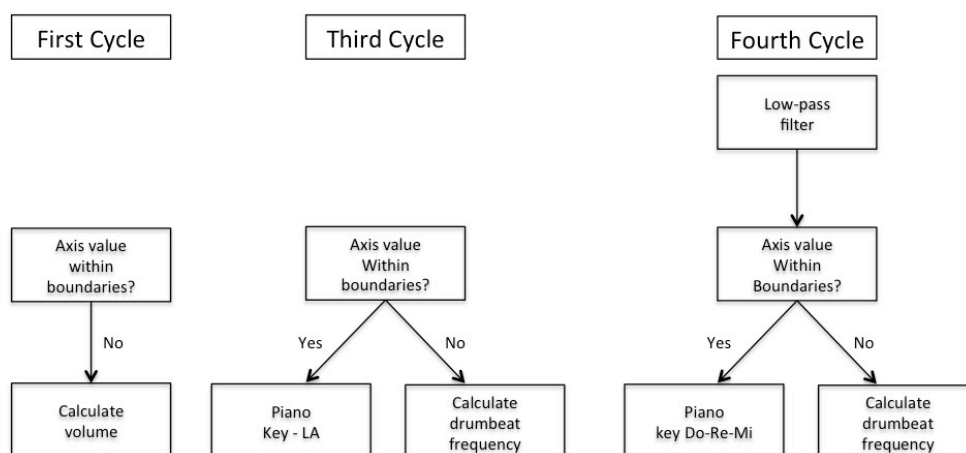 First Cycle
Third Cycle
Fourth Cycle
Low-pass
filter
Axis value
within
boundaries?
Axis value
Within
boundaries?
Axis value
Within
Boundaries?
No
Yes
No
Yes
No
Calculate
volume
Piano
Key - LA
Calculate
drumbeat
frequency
Piano
key Do-Re-Mi
Calculate
drumbeat
frequency